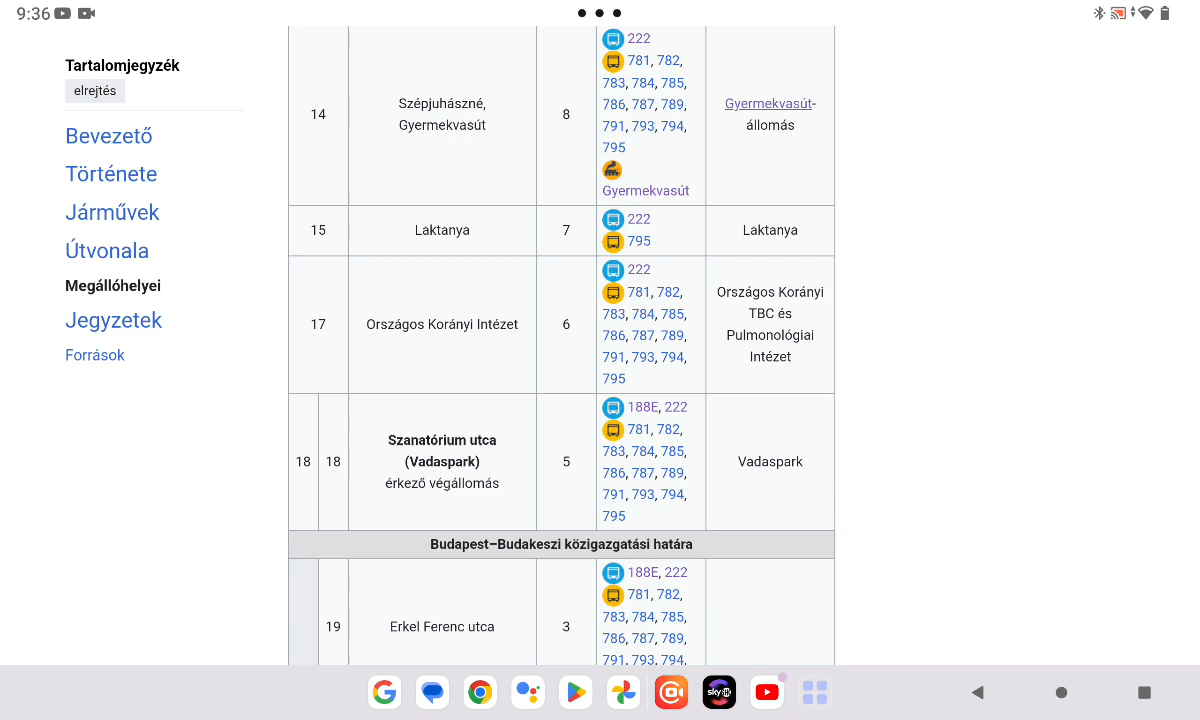 9:36
Tartalomjegyzék
elrejtés
Bevezető
Története
Járművek
Útvonala
Megállóhelyei
Jegyzetek
Források
14
Szépjuhászné,
Gyermekvasút
8
222
781, 782,
783, 784, 785,
786, 787, 789,
791, 793, 794,
795
Gyermekvasút
Gyermekvasút-
állomás
15
Laktanya
7
222
795
Laktanya
17
Országos Korányi Intézet
6
222
781, 782,
783, 784, 785,
786, 787, 789,
791, 793, 794,
795
Országos Korányi
TBC és
Pulmonológiai
Intézet
18
18
Szanatórium utca
(Vadaspark)
érkező végállomás
5
188E, 222
781, 782,
783, 784, 785,
786, 787, 789,
791, 793, 794,
795
Vadaspark
Budapest–Budakeszi közigazgatási határa
19
Erkel Ferenc utca
3
188E, 222
781, 782,
783, 784, 785,
786, 787, 789,
791, 793, 794,
sky